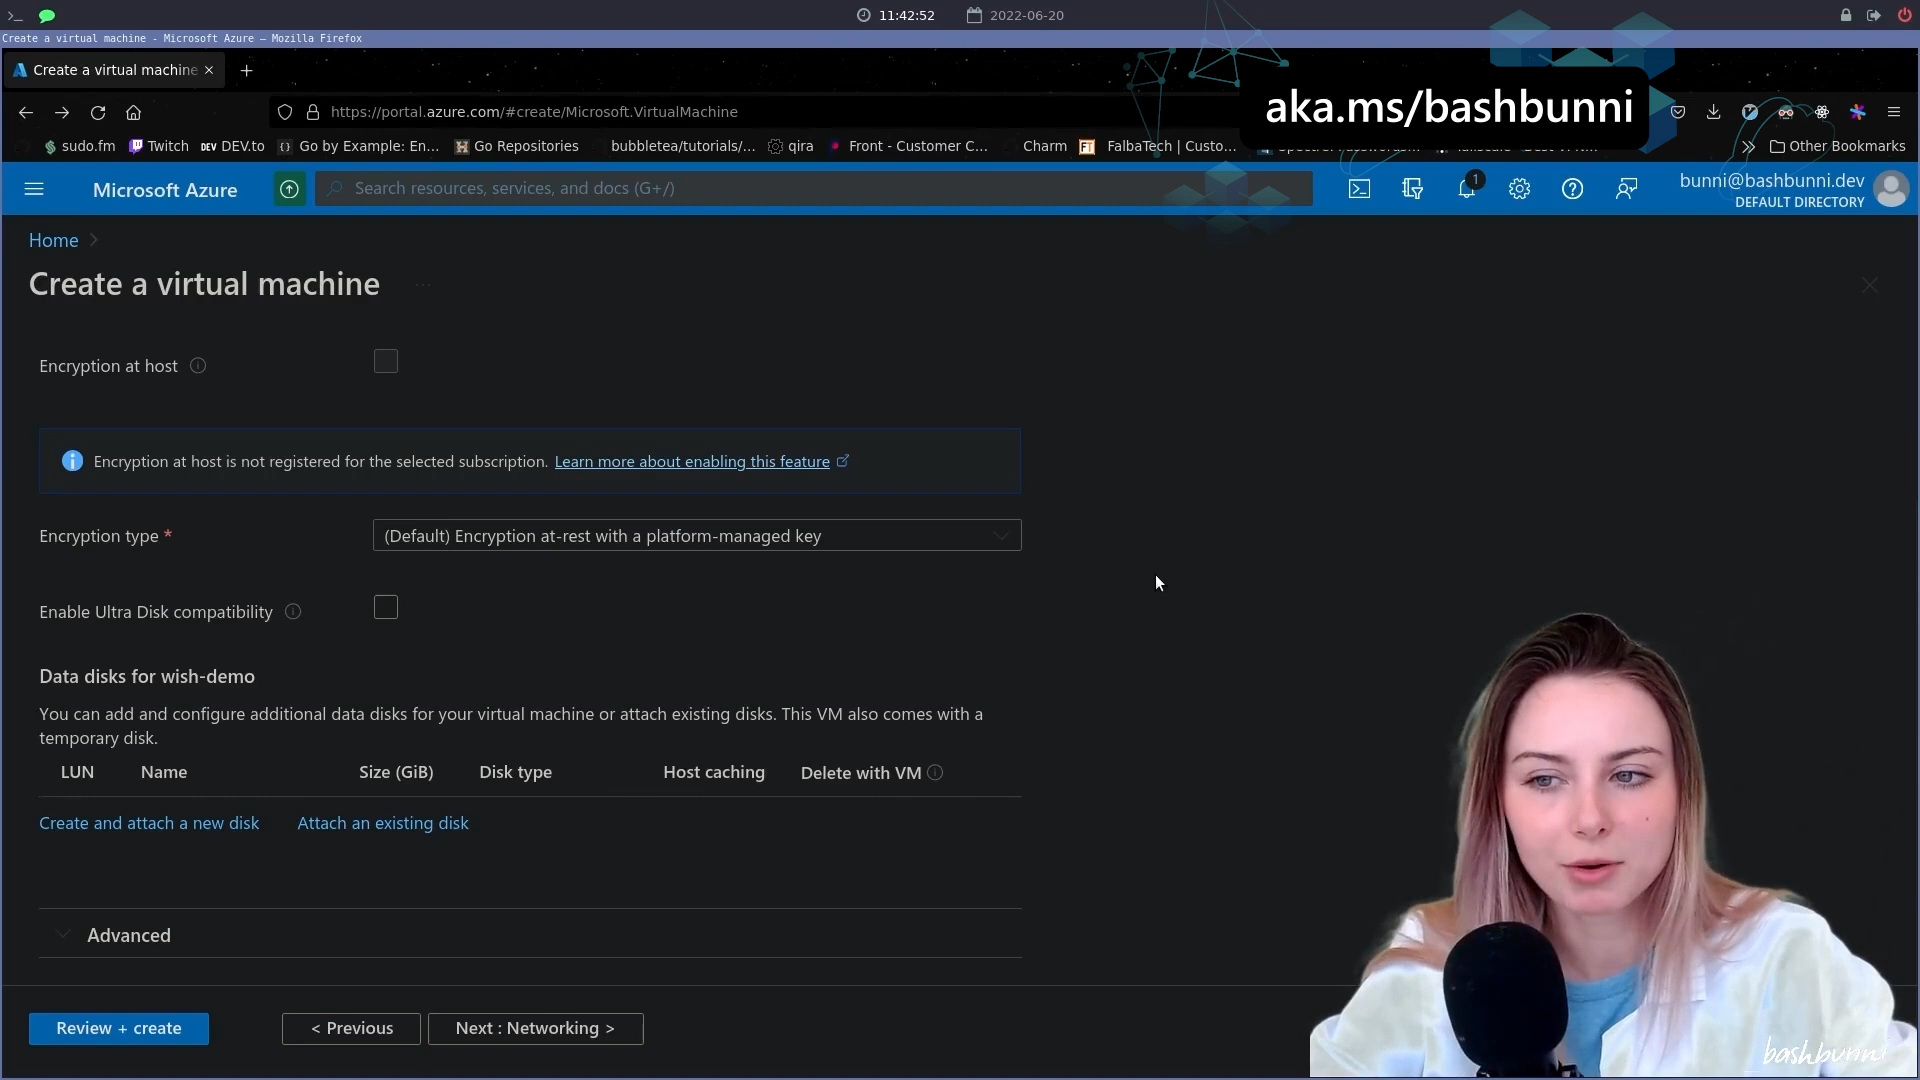 11:42:52 2022-06-20
Create a virtual machine - Microsoft Azure — Mozilla Firefox
Create a virtual machine
https://portal.azure.com/#create/Microsoft.VirtualMachine
aka.ms/bashbunni
sudo.fm Twitch DEV DEV.to Go by Example: En... Go Repositories bubbletea/tutorials/... qira Front - Customer C... Charm FT FalbaTech | Custo... Other Bookmarks
Microsoft Azure Search resources, services, and docs (G+/) 1 bunni@bashbunni.dev
DEFAULT DIRECTORY
Home
Create a virtual machine
Encryption at host
Encryption at host is not registered for the selected subscription. Learn more about enabling this feature
Encryption type * (Default) Encryption at-rest with a platform-managed key
Enable Ultra Disk compatibility
Data disks for wish-demo
You can add and configure additional data disks for your virtual machine or attach existing disks. This VM also comes with a
temporary disk.
LUN Name Size (GiB) Disk type Host caching Delete with VM
Create and attach a new disk Attach an existing disk
Advanced
Review + create < Previous Next : Networking >
bashbunni